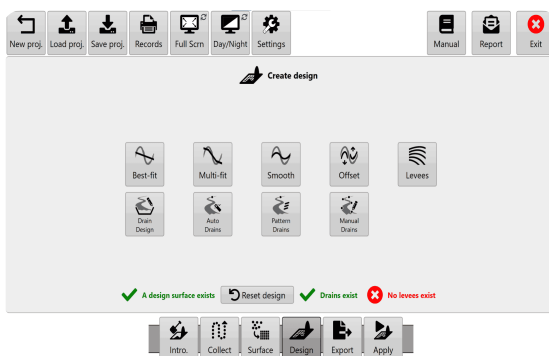 New proj. Load proj. Save proj. Records Full Scrn Day/Night Settings Manual Report Exit
Create design
Best-fit Multi-fit Smooth Offset Levees
Drain Auto Pattern Manual
Design Drains Drains Drains
A design surface exists Reset design Drains exist No levees exist
Intro. Collect Surface Design Export Apply